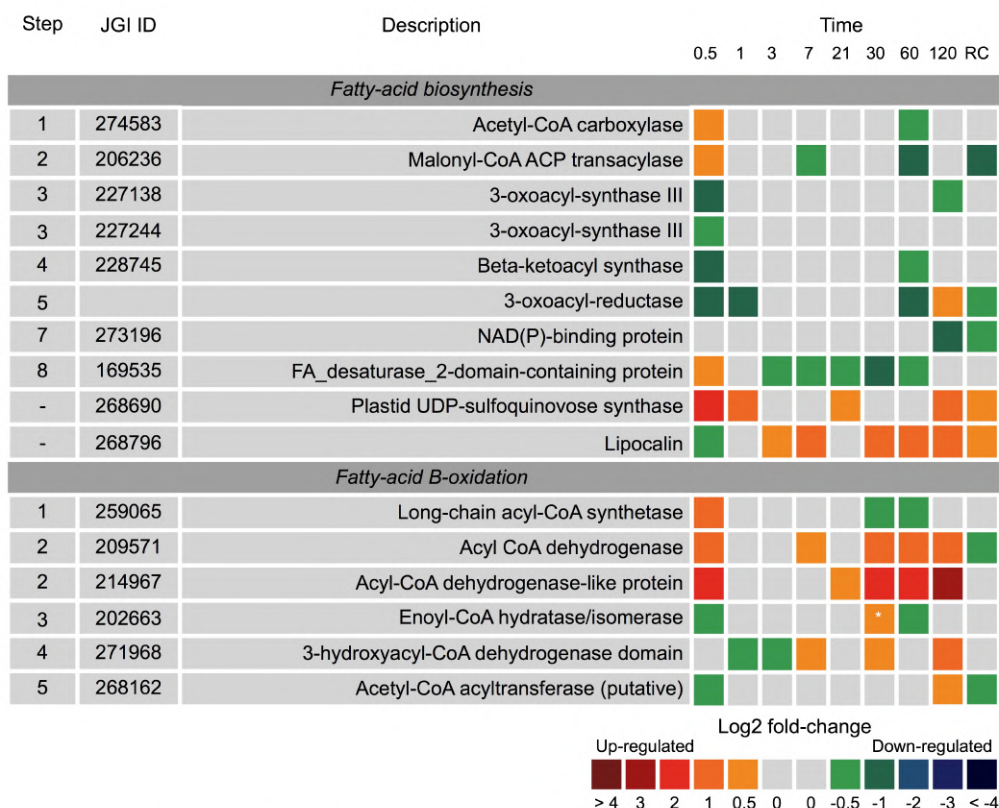 Step JGI ID Description Time
0.5 1 3 7 21 30 60 120 RC
Fatty-acid biosynthesis
1 274583 Acetyl-CoA carboxylase
2 206236 Malonyl-CoA ACP transacylase
3 227138 3-oxoacyl-synthase III
3 227244 3-oxoacyl-synthase III
4 228745 Beta-ketoacyl synthase
5 3-oxoacyl-reductase
7 273196 NAD(P)-binding protein
8 169535 FA_desaturase_2-domain-containing protein
- 268690 Plastid UDP-sulfoquinovose synthase
- 268796 Lipocalin
Fatty-acid B-oxidation
1 259065 Long-chain acyl-CoA synthetase
2 209571 Acyl CoA dehydrogenase
2 214967 Acyl-CoA dehydrogenase-like protein
3 202663 Enoyl-CoA hydratase/isomerase *
4 271968 3-hydroxyacyl-CoA dehydrogenase domain
5 268162 Acetyl-CoA acyltransferase (putative)
Log2 fold-change
Up-regulated Down-regulated
> 4 3 2 1 0.5 0 0 -0.5 -1 -2 -3 < -4